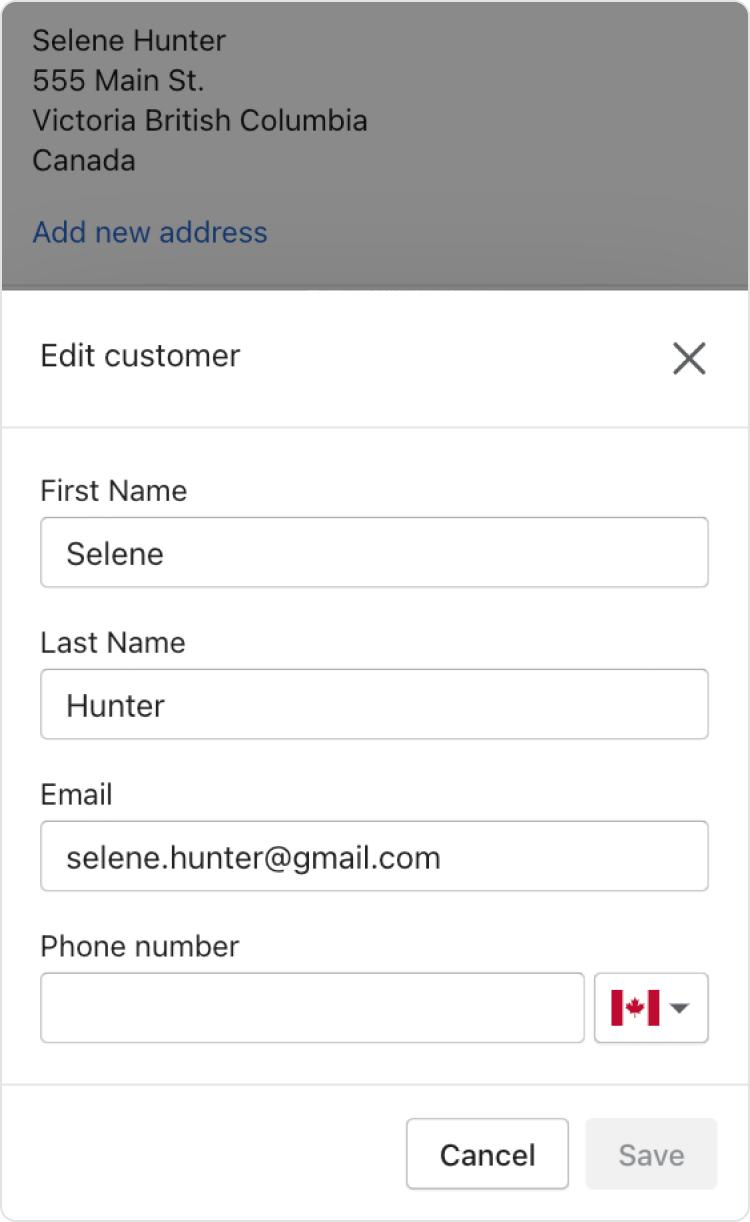 Selene Hunter
555 Main St.
Victoria British Columbia
Canada
Add new address
Edit customer
First Name
Selene
Last Name
Hunter
Email
selene.hunter@gmail.com
Phone number
Cancel
Save